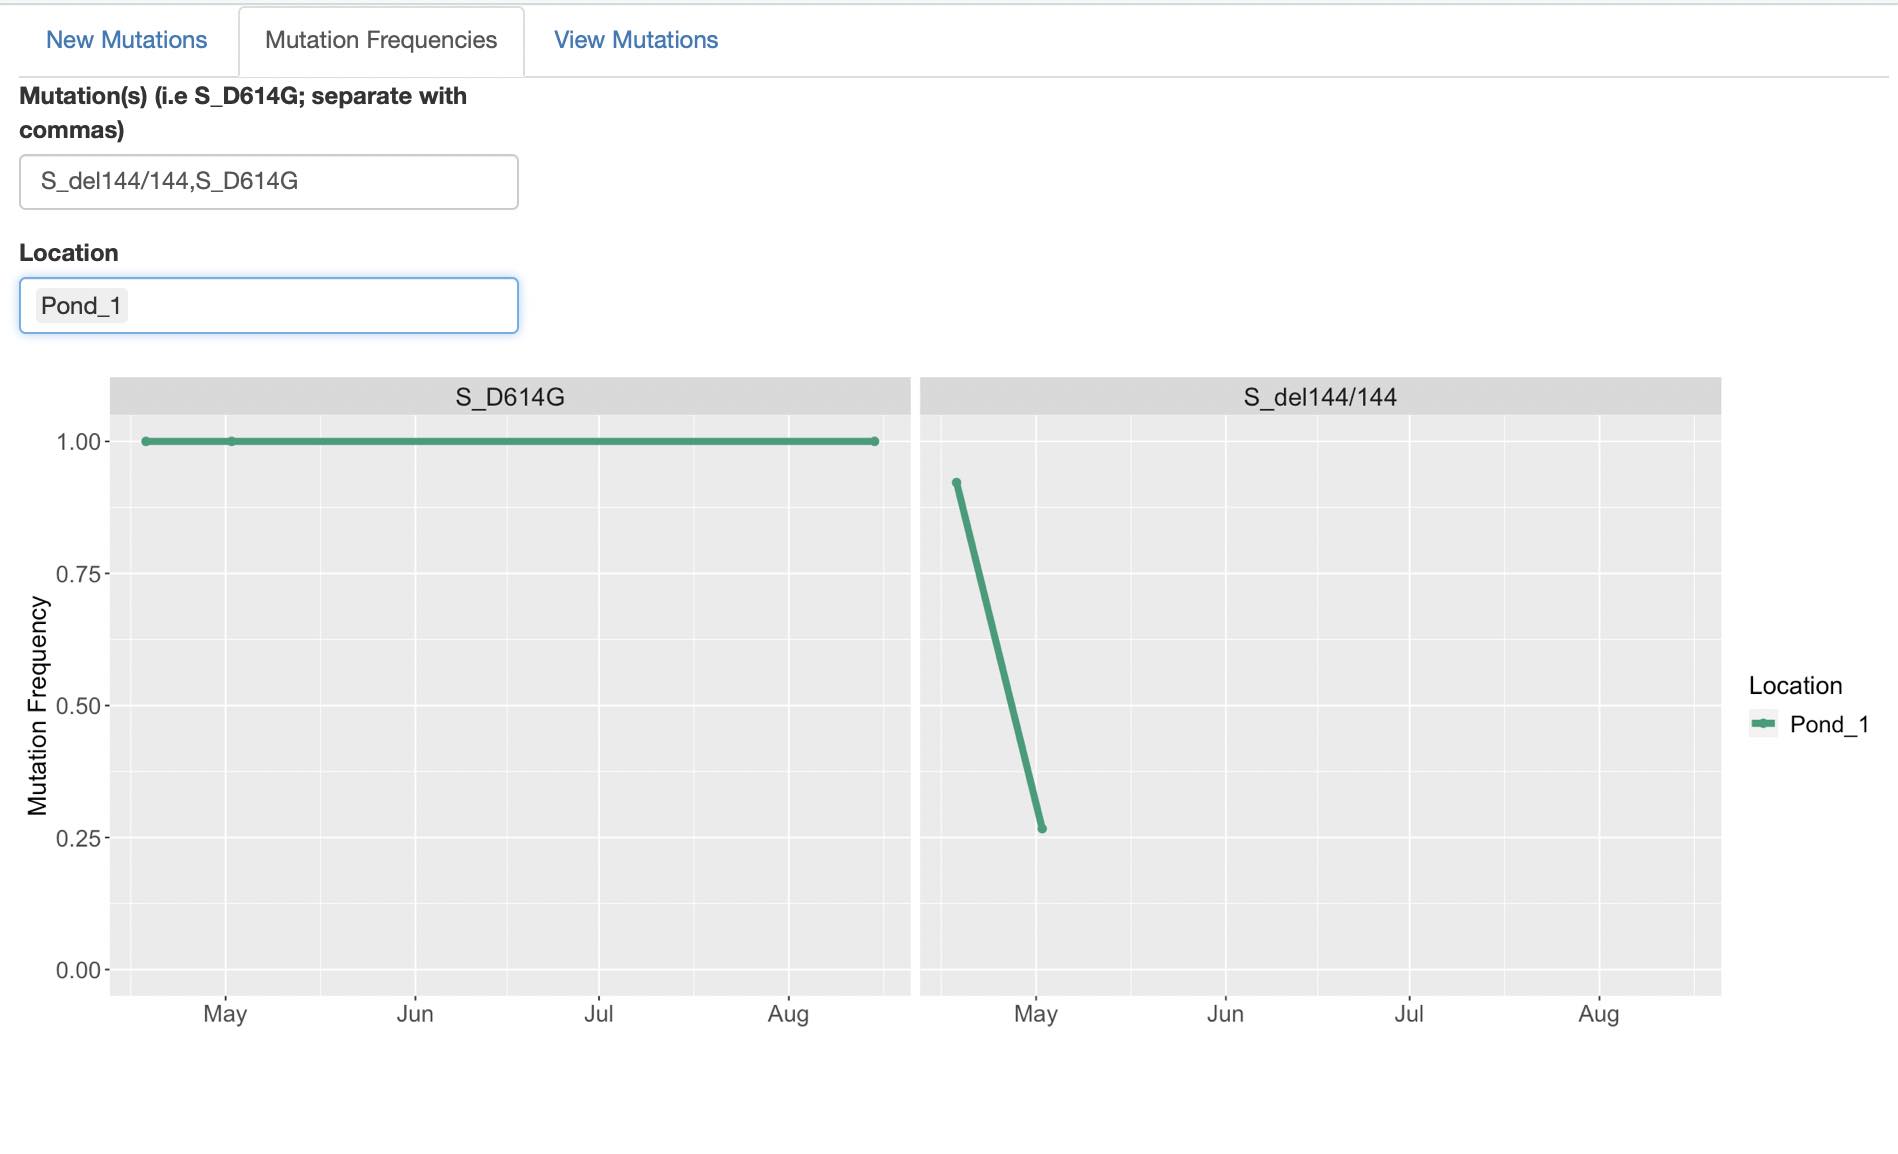 New Mutations
Mutation Frequencies
View Mutations
Mutation(s) (i.e S_D614G; separate with
commas)
S_del144/144,S_D614G
Location
Pond_1
S_D614G
S_del144/144
Mutation Frequency
1.00
0.75
0.50
0.25
0.00
May
Jun
Jul
Aug
May
Jun
Jul
Aug
Location
Pond_1